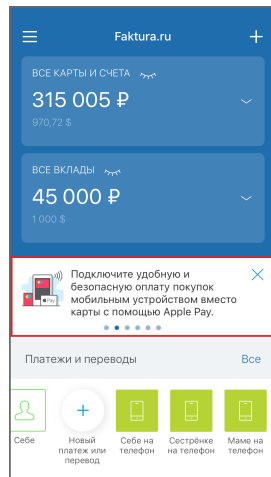 Faktura.ru
ВСЕ КАРТЫ И СЧЕТА
315 005 ₽
970,72 $
ВСЕ ВКЛАДЫ
45 000 ₽
1 000 $
Подключите удобную и
безопасную оплату покупок
мобильным устройством вместо
карты с помощью Apple Pay.
Pay
Платежи и переводы
Все
Себе
Новый
платеж или
перевод
Себе на
телефон
Сестрёнке
на телефон
Маме на
телефон